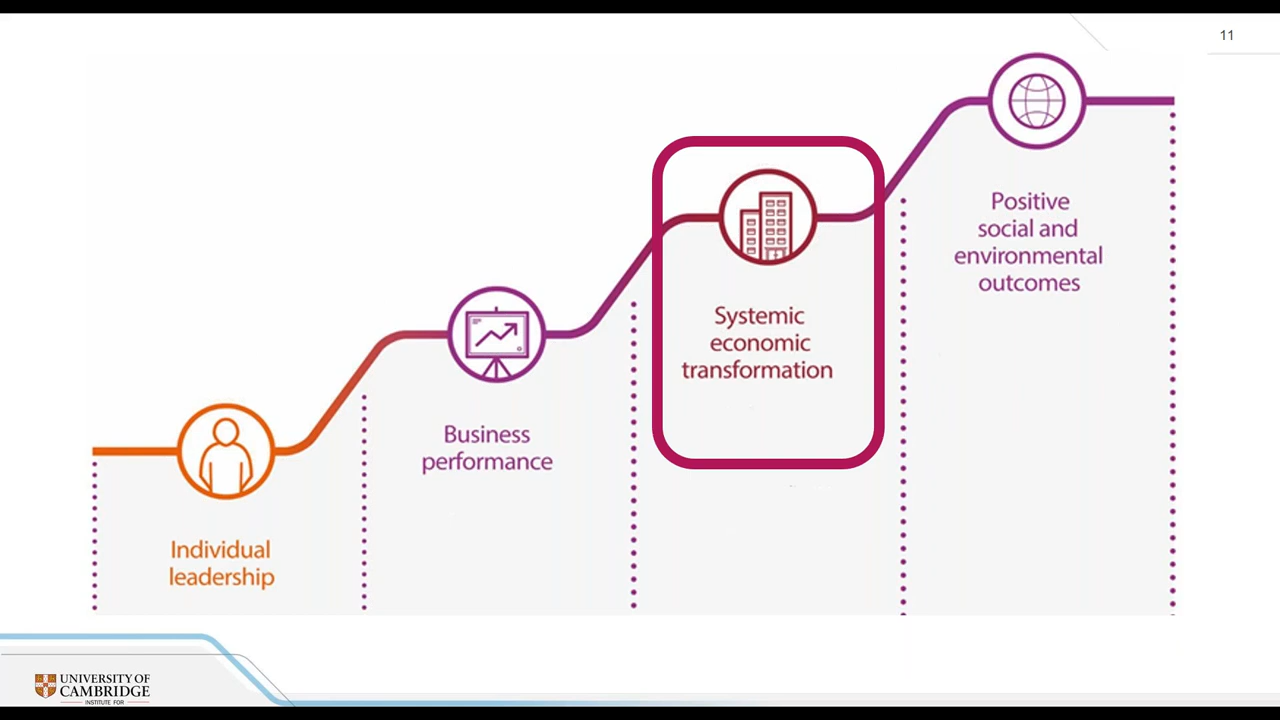 11
Positive
social and
environmental
outcomes
Systemic
economic
transformation
Business
performance
Individual
leadership
UNIVERSITY OF
CAMBRIDGE
INSTITUTE FOR